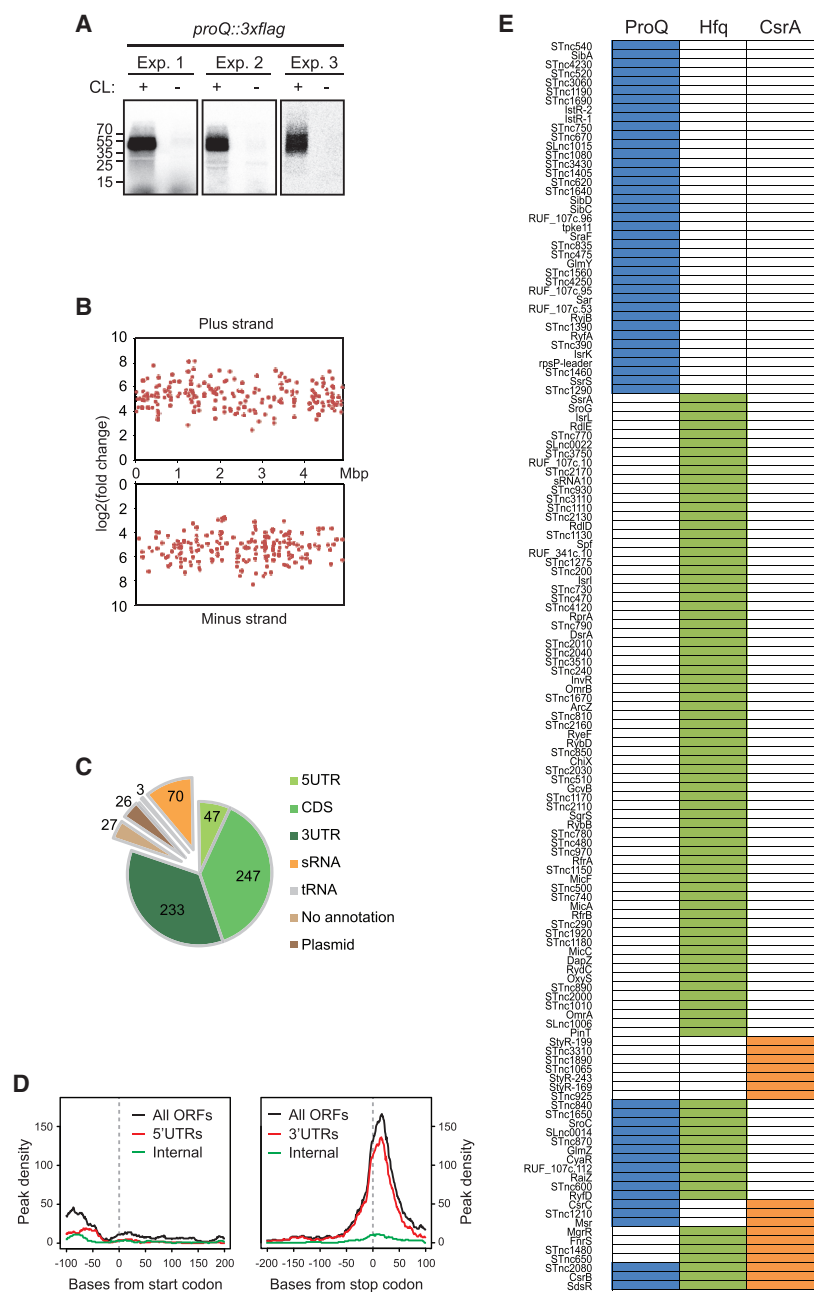 A
proQ::3xflag
Exp. 1 Exp. 2 Exp. 3
CL: + - + - + -
70
55
35
25
15
B
Plus strand
10
8
6
4
2
0
0 1 2 3 4 Mbp
log2(fold change)
0
2
4
6
8
10
Minus strand
C
47
247
233
27
26
3
70
5UTR
CDS
3UTR
sRNA
tRNA
No annotation
Plasmid
D
Peak density
150
100
50
0
All ORFs
5'UTRs
Internal
-100 -50 0 50 100 150 200
Bases from start codon
All ORFs
3'UTRs
Internal
150
100
50
0
Peak density
-200 -150 -100 -50 0 50 100
Bases from stop codon
E
ProQ Hfq CsrA
STnc540
SibA
STnc4230
STnc520
STnc3060
STnc1190
STnc1690
IstR-2
IstR-1
STnc750
STnc670
SLnc1015
STnc1080
STnc3430
STnc1405
STnc620
STnc1640
SibD
SibC
RUF_107c.96
tpke11
SraF
STnc835
STnc475
GlmY
STnc1560
STnc4250
RUF_107c.95
Sar
RUF_107c.53
RyjB
STnc1390
RyfA
STnc390
IsrK
rpsP-leader
STnc1460
SsrS
STnc1290
SsrA
SroG
IsrL
RdlE
STnc770
SLnc0022
STnc3750
RUF_107c.10
STnc2170
sRNA10
STnc930
STnc3110
STnc1110
STnc2130
RdlD
STnc1130
Spf
RUF_341c.10
STnc1275
STnc200
IsrI
STnc730
STnc470
STnc4120
RprA
STnc790
DsrA
STnc2010
STnc2040
STnc3510
STnc240
InvR
OmrB
STnc1670
ArcZ
STnc810
STnc2160
RyeF
RybD
STnc850
ChiX
STnc2030
STnc510
GcvB
STnc1170
STnc2110
SgrS
RybB
STnc780
STnc480
STnc970
RfrA
STnc1150
MicF
STnc500
STnc740
MicA
RfrB
STnc290
STnc1920
STnc1180
MicC
DapZ
RydC
OxyS
STnc890
STnc2000
STnc1010
OmrA
SLnc1006
PinT
StyR-199
STnc3310
STnc1890
STnc1065
StyR-243
StyR-169
STnc925
STnc840
STnc1650
SroC
SLnc0014
STnc870
GlmZ
CyaR
RUF_107c.112
RaiZ
STnc600
RyfD
CsrC
STnc1210
Msr
MgrR
FnrS
STnc1480
STnc650
STnc2080
CsrB
SdsR